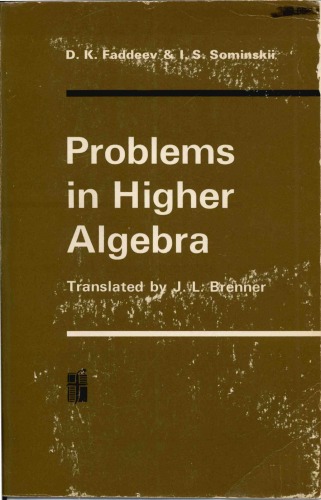 D. K. Faddeev & I. S. Sominskii
Problems
in Higher
Algebra
Translated by J. L. Brenner